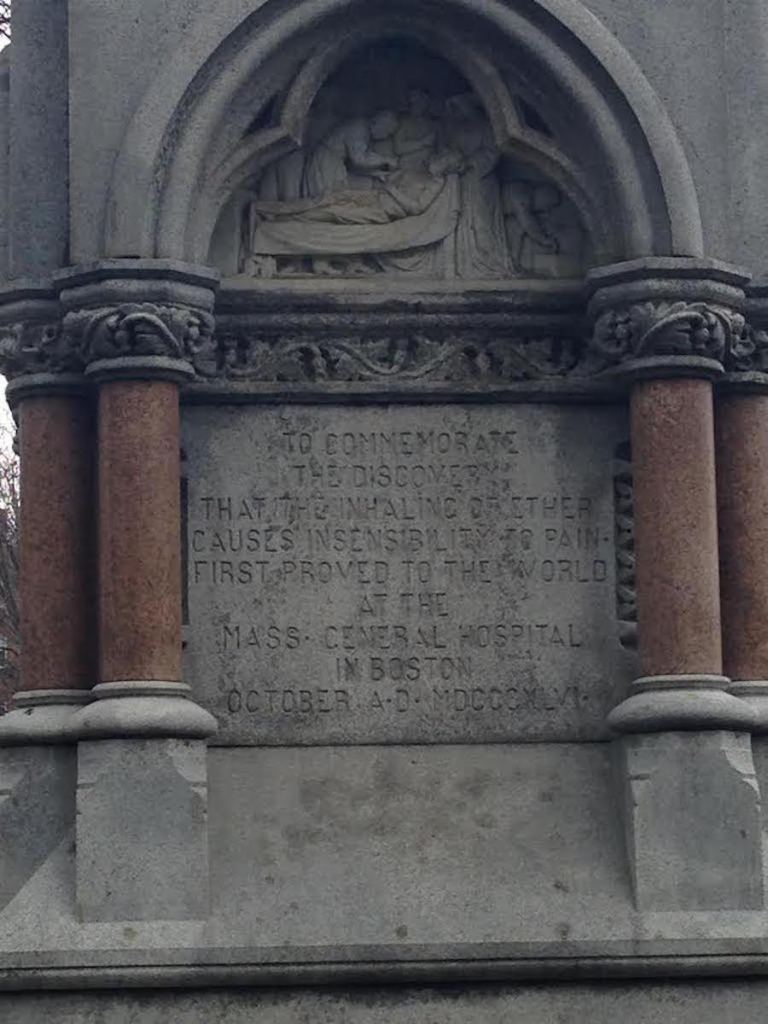 TO COMMEMORATE
THE DISCOVERY
THAT THE INHALING OF ETHER
CAUSES INSENSIBILITY TO PAIN.
FIRST PROVED TO THE WORLD
AT THE
MASS. GENERAL HOSPITAL
IN BOSTON
OCTOBER A.D. MDCCCXLVI.